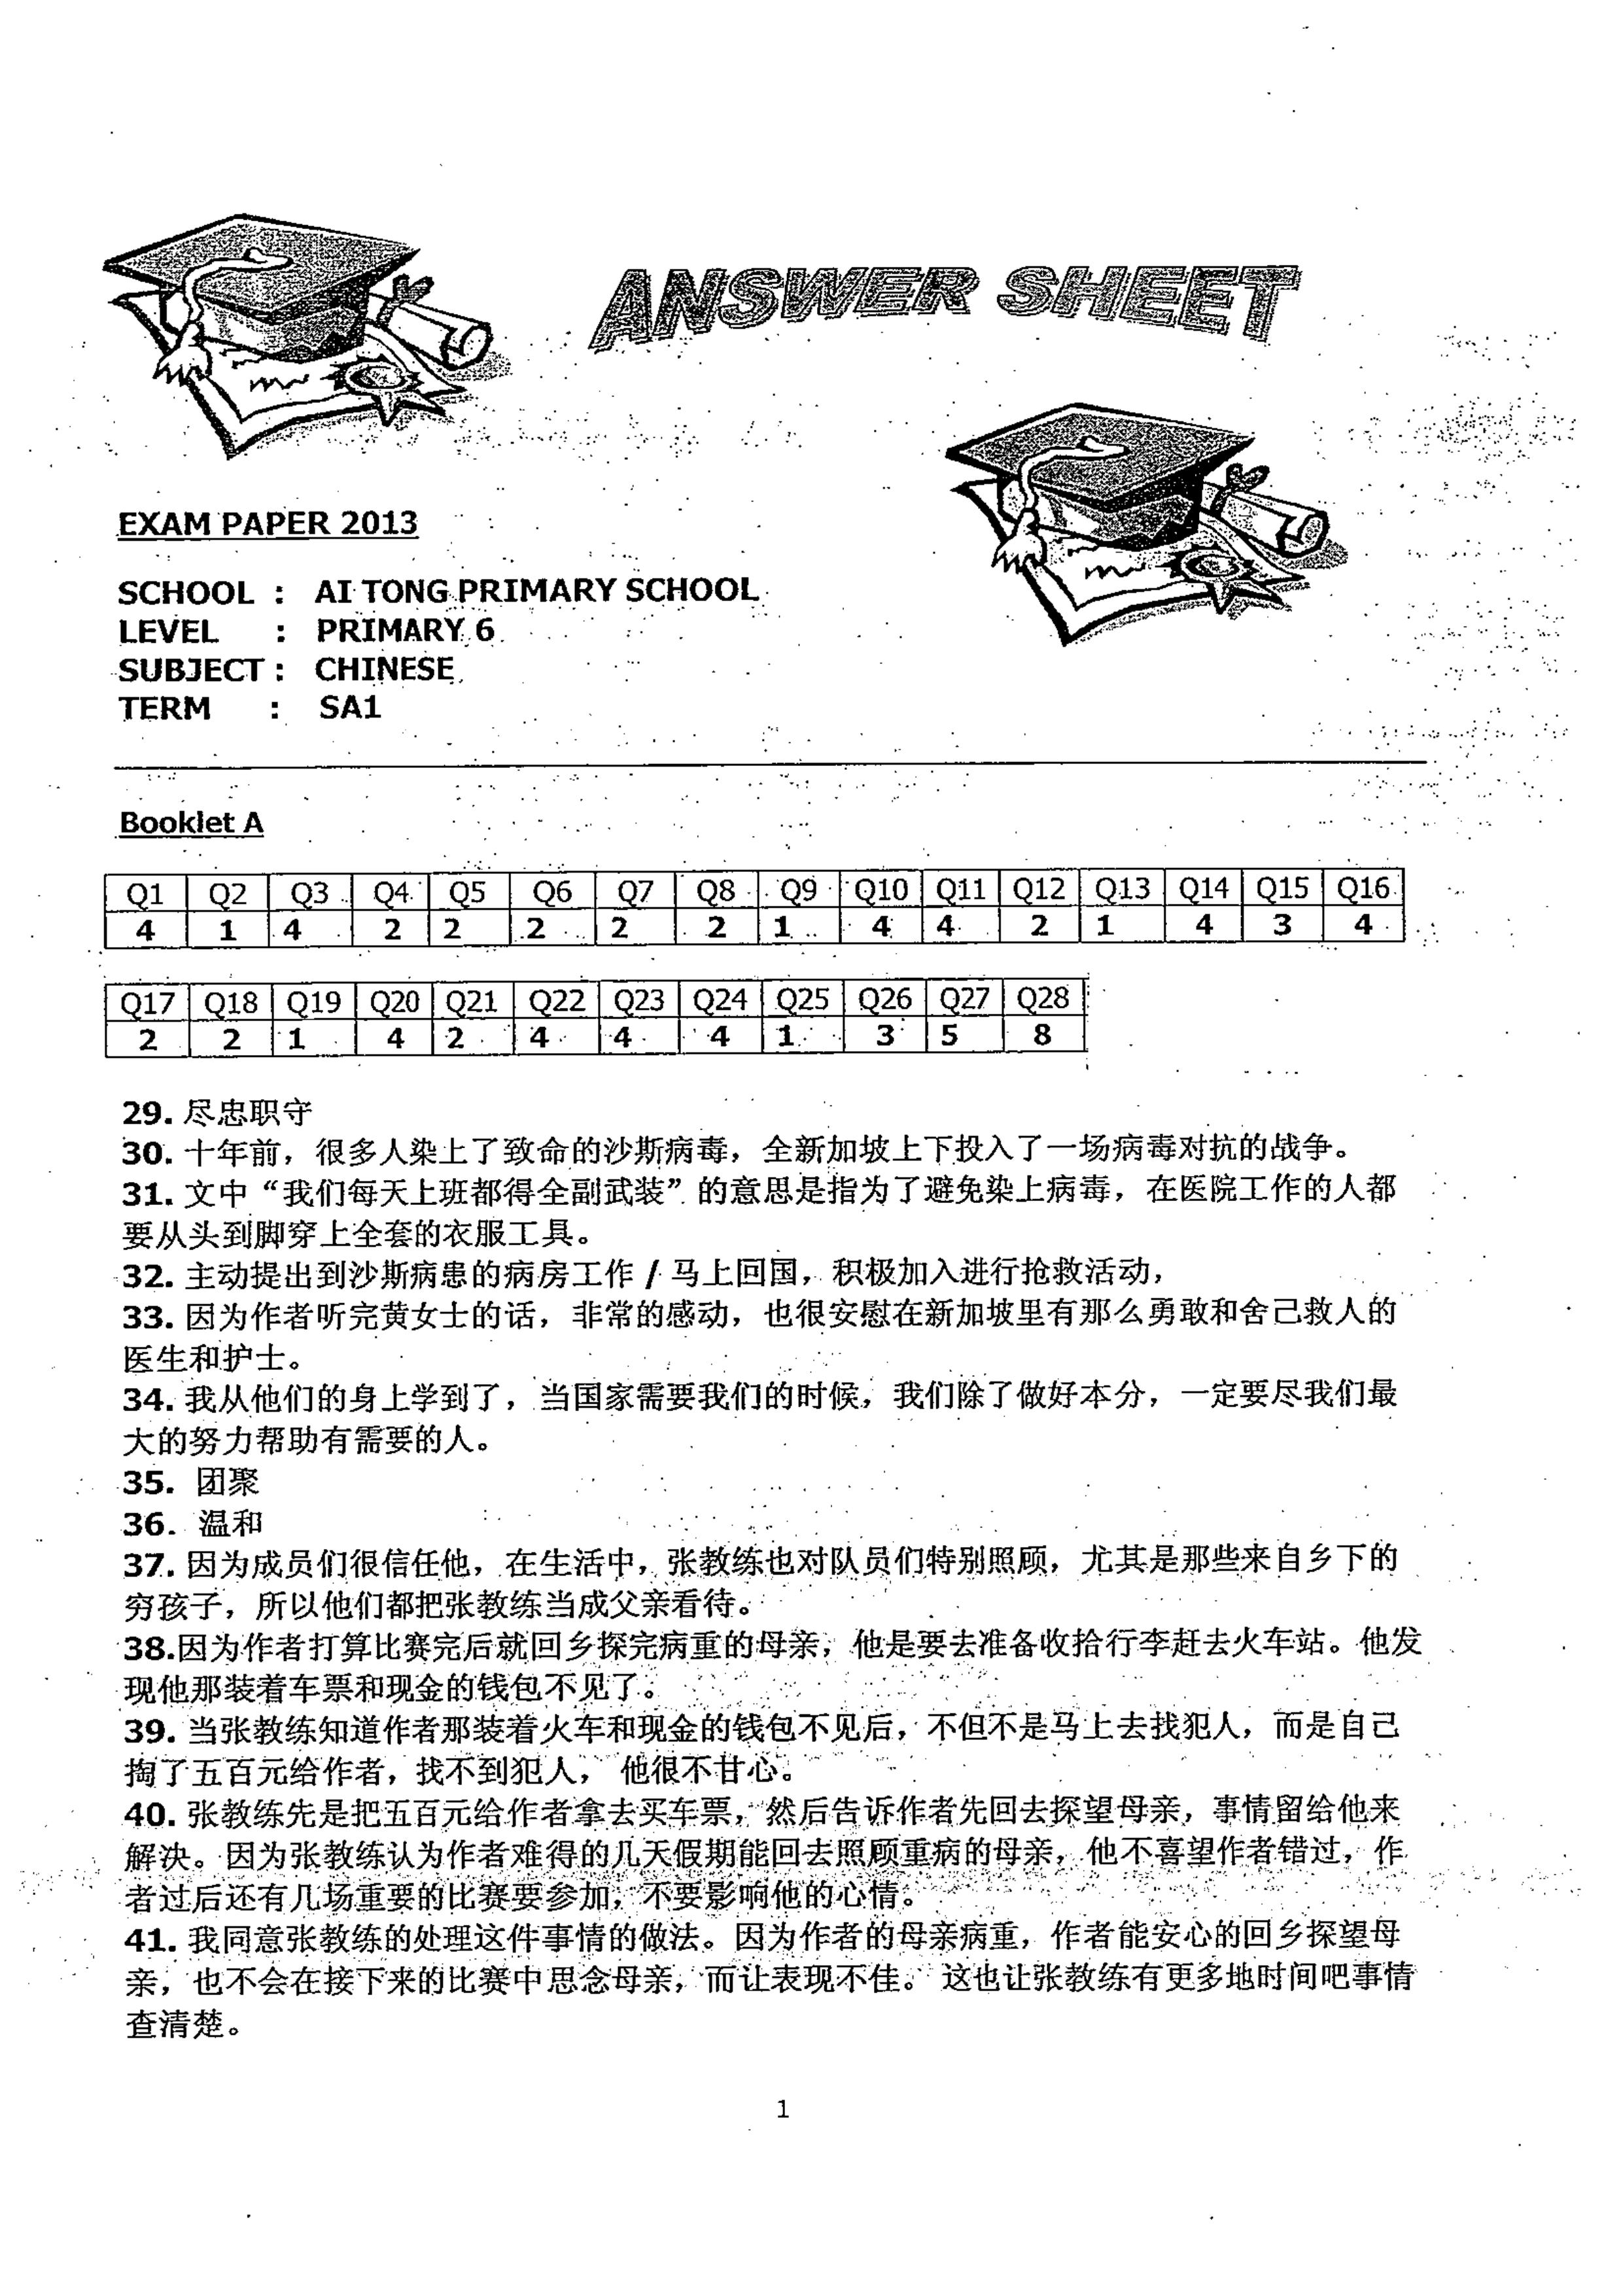 ANSWER SHEET
EXAM PAPER 2013
SCHOOL : AI TONG PRIMARY SCHOOL
LEVEL : PRIMARY 6
SUBJECT : CHINESE
TERM : SA1
Booklet A
Q1 Q2 Q3 Q4 Q5 Q6 Q7 Q8 Q9 Q10 Q11 Q12 Q13 Q14 Q15 Q16
4 1 4 2 2 2 2 2 1 4 4 2 1 4 3 4
Q17 Q18 Q19 Q20 Q21 Q22 Q23 Q24 Q25 Q26 Q27 Q28
2 2 1 4 2 4 4 4 1 3 5 8
29. 尽忠职守
30. 十年前，很多人染上了致命的沙斯病毒，全新加坡上下投入了一场病毒对抗的战争。
31. 文中“我们每天上班都得全副武装”的意思是指为了避免染上病毒，在医院工作的人都
要从头到脚穿上全套的衣服工具。
32. 主动提出到沙斯病患的病房工作 / 马上回国，积极加入进行抢救活动，
33. 因为作者听完黄女士的话，非常的感动，也很安慰在新加坡里有那么勇敢和舍己救人的
医生和护士。
34. 我从他们的身上学到了，当国家需要我们的时候，我们除了做好本分，一定要尽我们最
大的努力帮助有需要的人。
35. 团聚
36. 温和
37. 因为成员们很信任他，在生活中，张教练也对队员们特别照顾，尤其是那些来自乡下的
穷孩子，所以他们都把张教练当成父亲看待。
38.因为作者打算比赛完后就回乡探完病重的母亲，他是要去准备收拾行李赶去火车站。他发
现他那装着车票和现金的钱包不见了。
39. 当张教练知道作者那装着火车和现金的钱包不见后，不但不是马上去找犯人，而是自己
掏了五百元给作者，找不到犯人，他很不甘心。
40. 张教练先是把五百元给作者拿去买车票，然后告诉作者先回去探望母亲，事情留给他来
解决。因为张教练认为作者难得的几天假期能回去照顾重病的母亲，他不喜望作者错过，作
者过后还有几场重要的比赛要参加，不要影响他的心情。
41. 我同意张教练的处理这件事情的做法。因为作者的母亲病重，作者能安心的回乡探望母
亲，也不会在接下来的比赛中思念母亲，而让表现不佳。这也让张教练有更多地时间吧事情
查清楚。
1